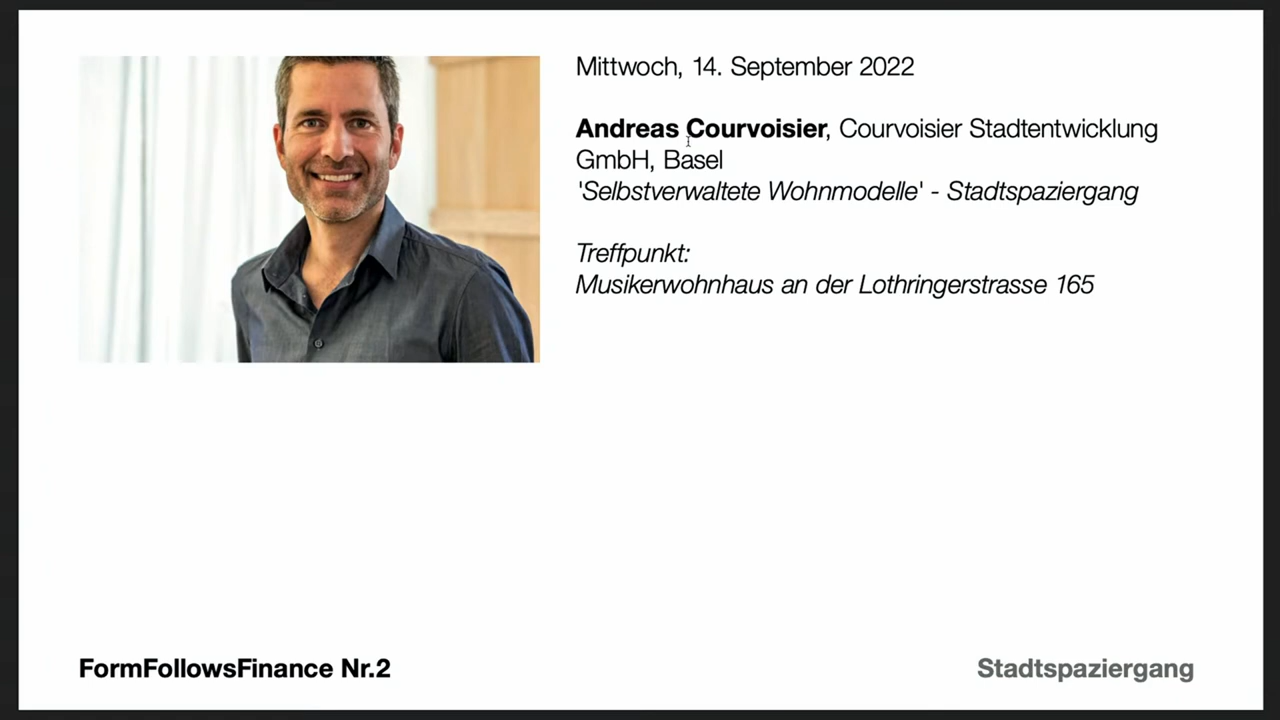 Mittwoch, 14. September 2022
Andreas Courvoisier, Courvoisier Stadtentwicklung
GmbH, Basel
'Selbstverwaltete Wohnmodelle' - Stadtspaziergang
Treffpunkt:
Musikerwohnhaus an der Lothringerstrasse 165
FormFollowsFinance Nr.2
Stadtspaziergang